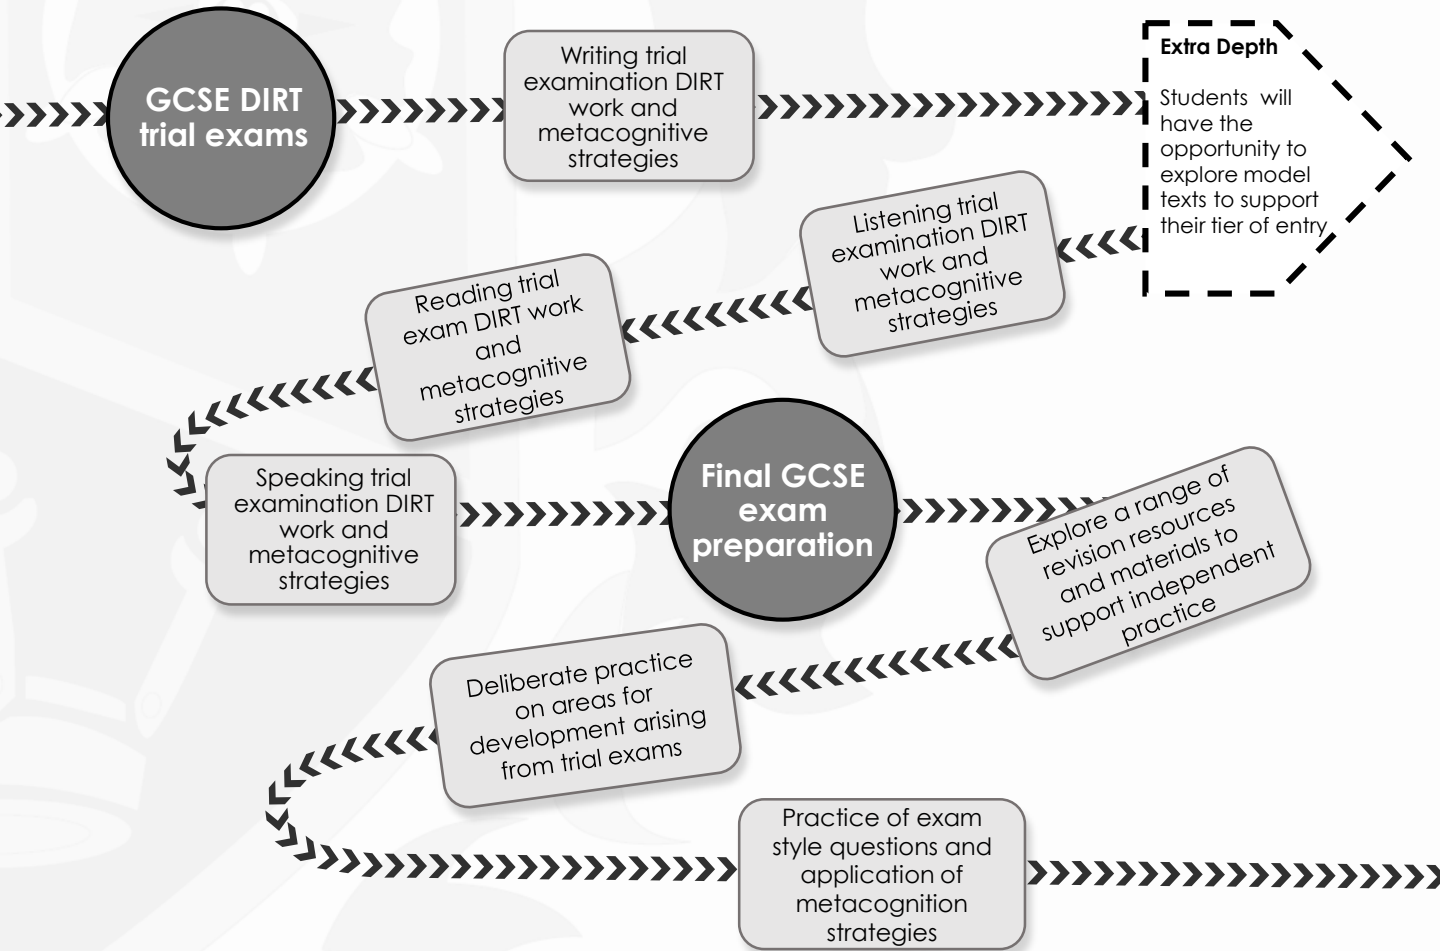 GCSE DIRT
trial exams
Writing trial
examination DIRT
work and
metacognitive
strategies
Extra Depth
Students will
have the
opportunity to
explore model
texts to support
their tier of entry
Listening trial
examination DIRT
work and
metacognitive
strategies
Reading trial
exam DIRT work
and
metacognitive
strategies
Speaking trial
examination DIRT
work and
metacognitive
strategies
Final GCSE
exam
preparation
Explore a range of
revision resources
and materials to
support independent
practice
Deliberate practice
on areas for
development arising
from trial exams
Practice of exam
style questions and
application of
metacognition
strategies